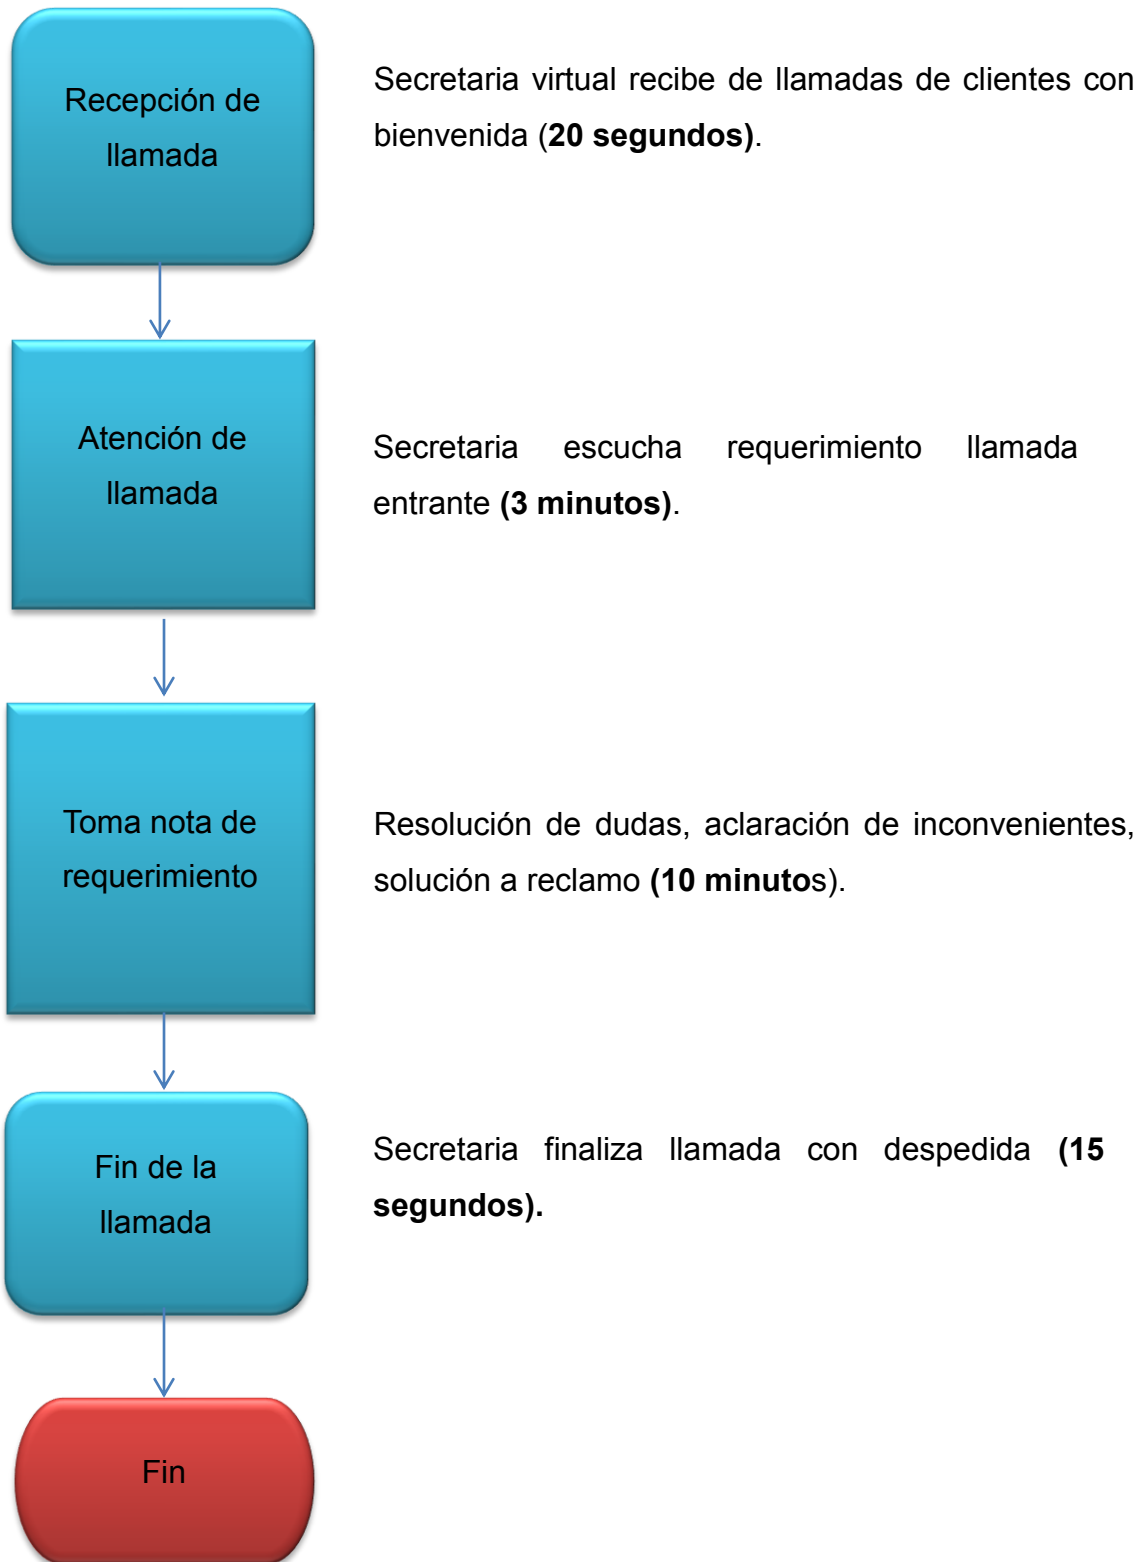 Recepción de
llamada
Secretaria virtual recibe de llamadas de clientes con
bienvenida (20 segundos).
Atención de
llamada
Secretaria escucha requerimiento llamada
entrante (3 minutos).
Toma nota de
requerimiento
Resolución de dudas, aclaración de inconvenientes,
solución a reclamo (10 minutos).
Fin de la
llamada
Secretaria finaliza llamada con despedida (15
segundos).
Fin